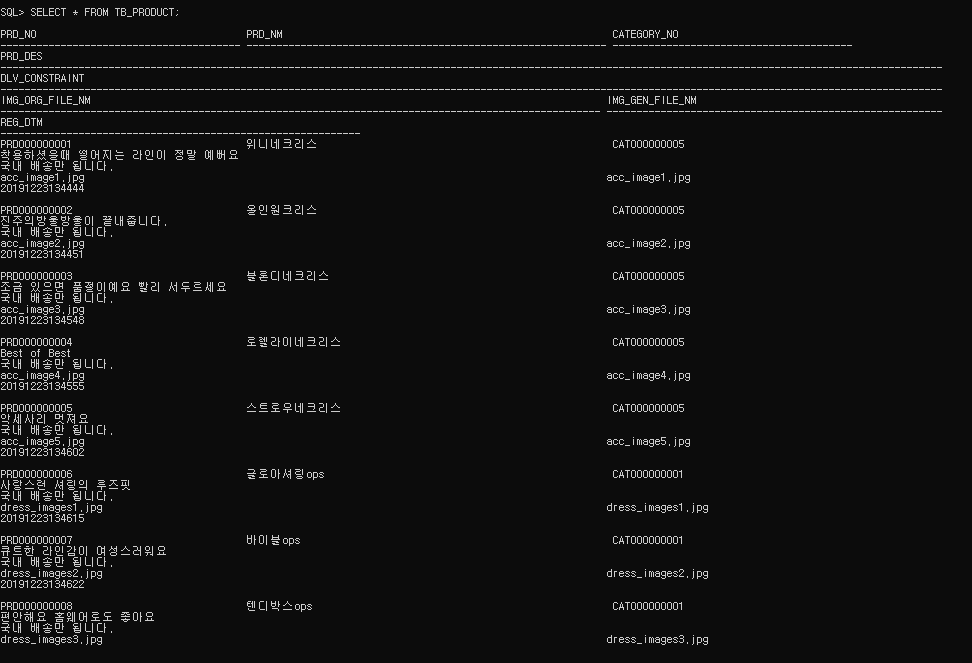 SQL> SELECT * FROM TB_PRODUCT;
PRD_NO PRD_NM CATEGORY_NO
PRD_DES
DLV_CONSTRAINT
IMG_ORG_FILE_NM IMG_GEN_FILE_NM
REG_DTM
PRD000000001 위니네크리스 CAT000000005
착용하셨을때 떨어지는 라인이 정말 예뻐요
국내 배송만 됩니다.
acc_image1.jpg acc_image1.jpg
20191223134444
PRD000000002 올인원크리스 CAT000000005
진주의방울방울이 끝내줍니다.
국내 배송만 됩니다.
acc_image2.jpg acc_image2.jpg
20191223134451
PRD000000003 블론디네크리스 CAT000000005
조금 있으면 품절이예요 빨리 서두르세요
국내 배송만 됩니다.
acc_image3.jpg acc_image3.jpg
20191223134548
PRD000000004 로렐라이네크리스 CAT000000005
Best of Best
국내 배송만 됩니다.
acc_image4.jpg acc_image4.jpg
20191223134555
PRD000000005 스트로우네크리스 CAT000000005
악세사리 멋져요
국내 배송만 됩니다.
acc_image5.jpg acc_image5.jpg
20191223134602
PRD000000006 글로아셔링ops CAT000000001
사랑스런 셔링의 루즈핏
국내 배송만 됩니다.
dress_images1.jpg dress_images1.jpg
20191223134615
PRD000000007 바이블ops CAT000000001
큐트한 라인감이 여성스러워요
국내 배송만 됩니다.
dress_images2.jpg dress_images2.jpg
20191223134622
PRD000000008 텐디박스ops CAT000000001
편안해요 홈웨어로도 좋아요
국내 배송만 됩니다.
dress_images3.jpg dress_images3.jpg